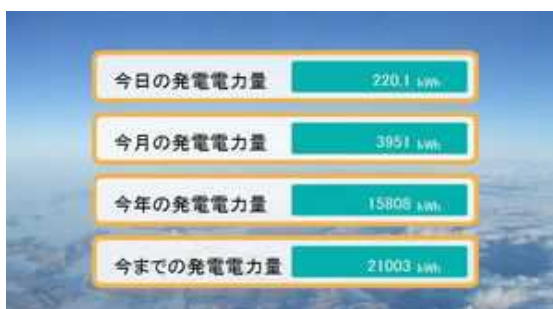 今日の発電電力量 220.1 kWh
今月の発電電力量 3951 kWh
今年の発電電力量 15808 kWh
今までの発電電力量 21003 kWh